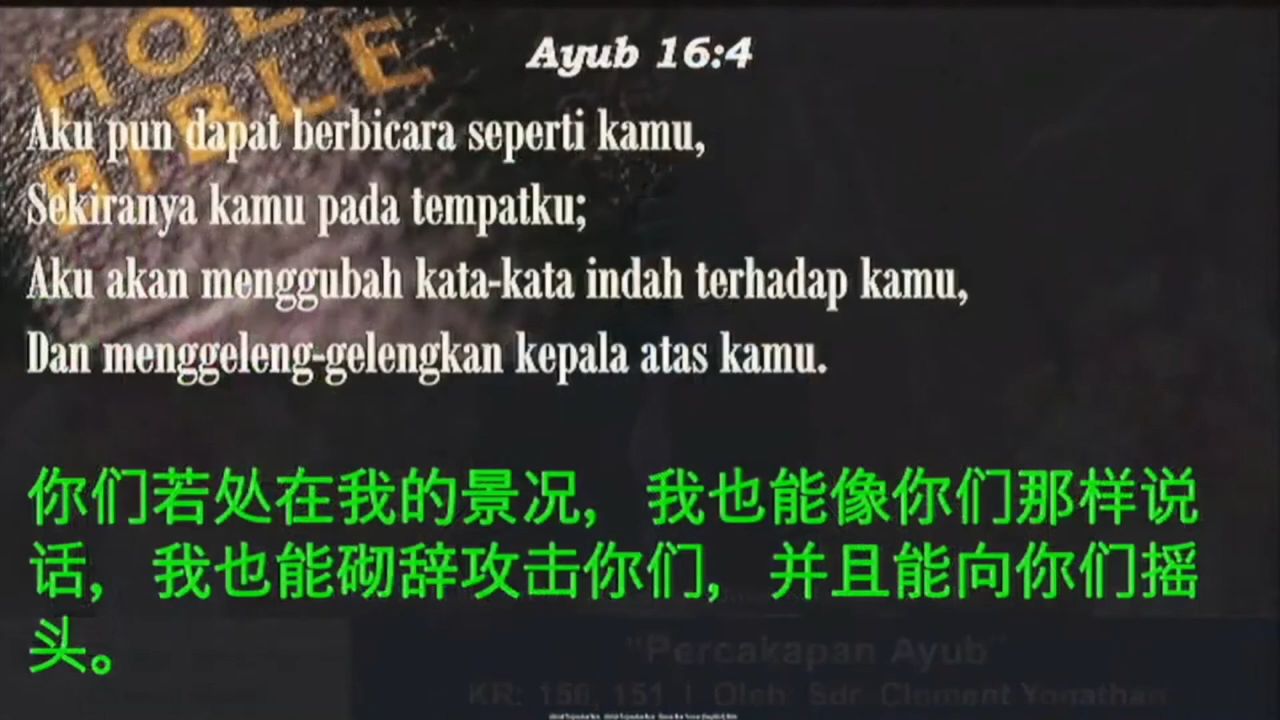 HOLY
BIBLE
Ayub 16:4
Aku pun dapat berbicara seperti kamu,
Sekiranya kamu pada tempatku;
Aku akan menggubah kata-kata indah terhadap kamu,
Dan menggeleng-gelengkan kepala atas kamu.
你们若处在我的景况，我也能像你们那样说
话，我也能砌辞攻击你们，并且能向你们摇
头。
"Percakapan Ayub"
KR: 150, 151 | Oleh: Sdr. Clement Yonathan